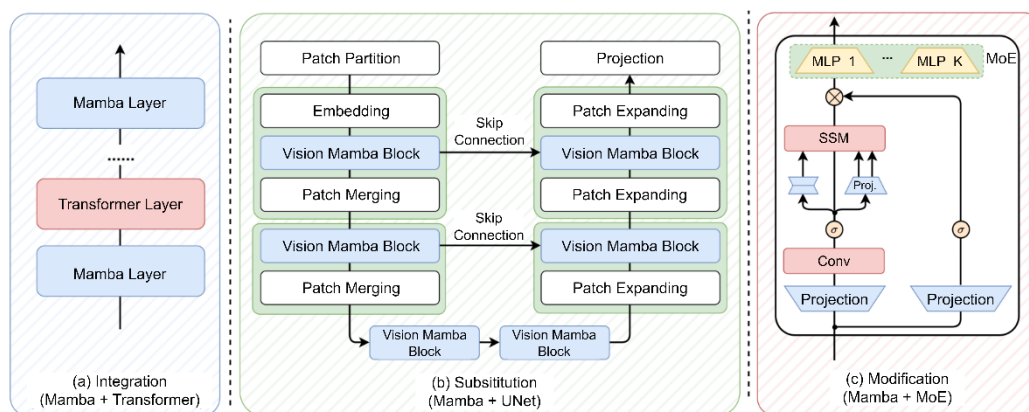 Mamba Layer
......
Transformer Layer
Mamba Layer
(a) Integration
(Mamba + Transformer)
Patch Partition
Embedding
Vision Mamba Block
Patch Merging
Vision Mamba Block
Patch Merging
Skip
Connection
Skip
Connection
Projection
Patch Expanding
Vision Mamba Block
Patch Expanding
Vision Mamba Block
Patch Expanding
Vision Mamba
Block
Vision Mamba
Block
(b) Subsititution
(Mamba + UNet)
MLP_1 ... MLP_K
MoE
SSM
Proj.
σ
σ
Conv
Projection
Projection
(c) Modification
(Mamba + MoE)